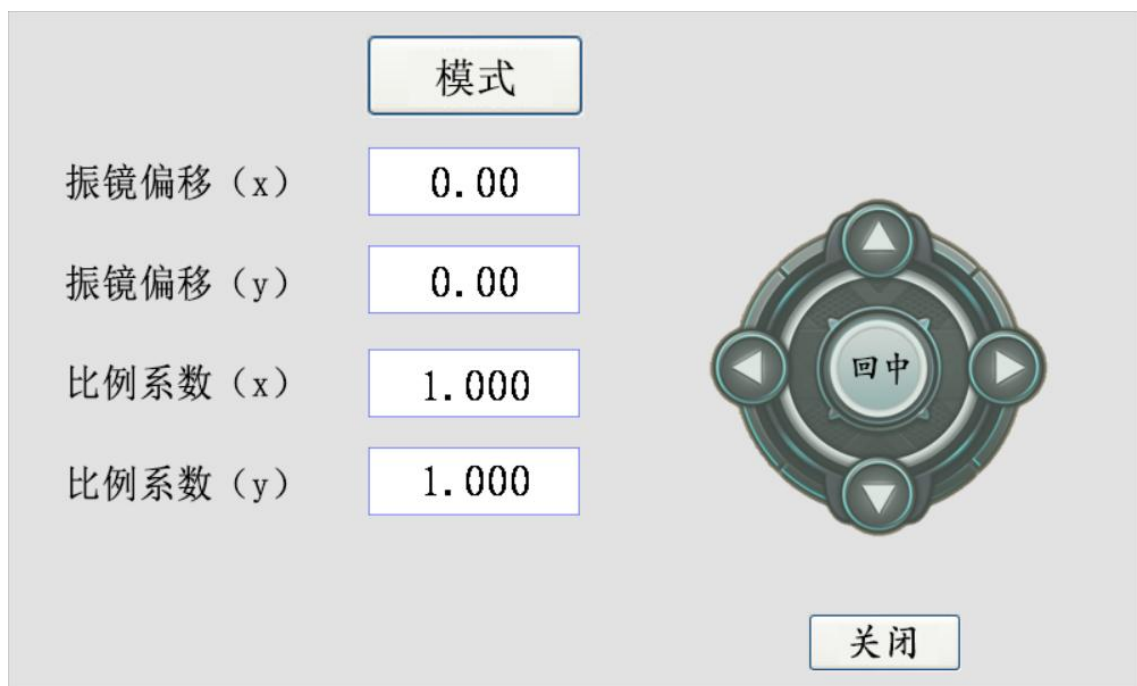 模式
振镜偏移（x） 0.00
振镜偏移（y） 0.00
回中
比例系数（x） 1.000
比例系数（y） 1.000
关闭